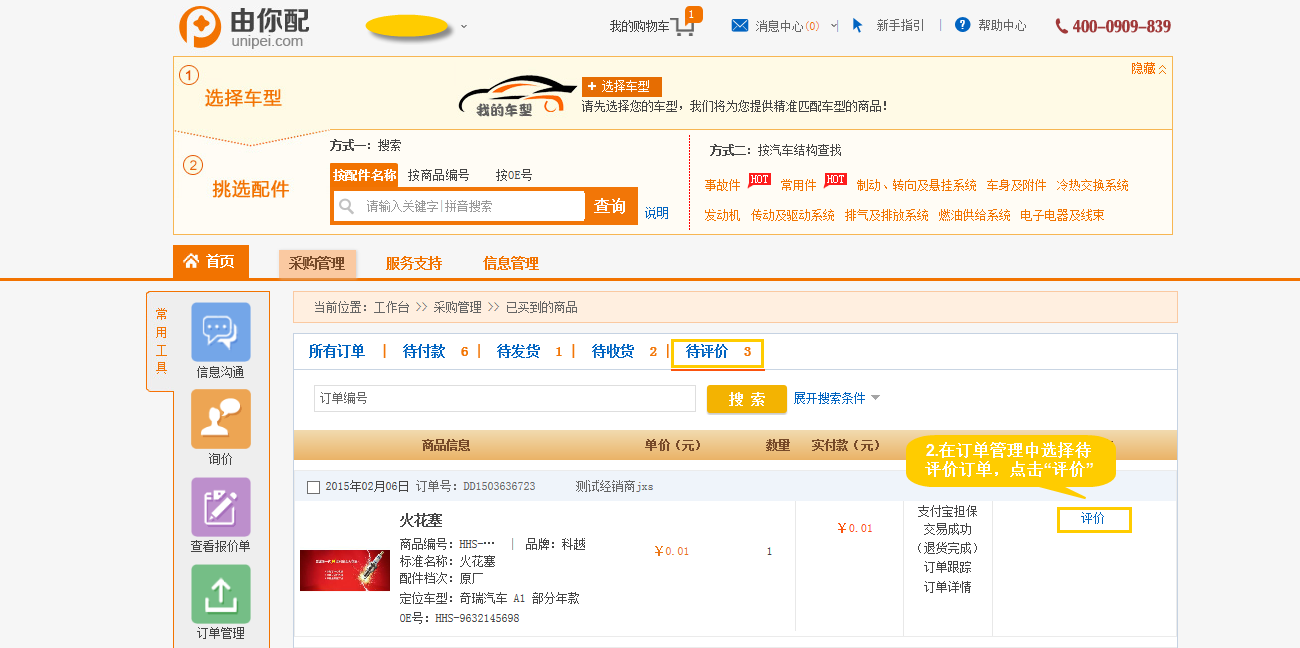 由你配
unipei.com
我的购物车 1
消息中心(0)
新手指引
帮助中心
400-0909-839
1
选择车型
我的车型
+ 选择车型
请先选择您的车型，我们将为您提供精准匹配车型的商品！
隐藏
2
挑选配件
方式一：搜索
按配件名称 按商品编号 按OE号
请输入关键字|拼音搜索
查询
说明
方式二：按汽车结构查找
事故件 HOT 常用件 HOT 制动、转向及悬挂系统 车身及附件 冷热交换系统
发动机 传动及驱动系统 排气及排放系统 燃油供给系统 电子电器及线束
首页 采购管理 服务支持 信息管理
常用工具
信息沟通
询价
查看报价单
订单管理
当前位置：工作台 >> 采购管理 >> 已买到的商品
所有订单 | 待付款 6 | 待发货 1 | 待收货 2 | 待评价 3
订单编号
搜 索
展开搜索条件
商品信息 单价（元） 数量 实付款（元）
2.在订单管理中选择待
评价订单，点击“评价”
2015年02月06日 订单号：DD1503636723 测试经销商jxs
火花塞
商品编号：HHS-… | 品牌：科越
标准名称：火花塞
配件档次：原厂
定位车型：奇瑞汽车 A1 部分年款
OE号：HHS-9632145698
￥0.01
1
￥0.01
支付宝担保
交易成功
（退货完成）
订单跟踪
订单详情
评价